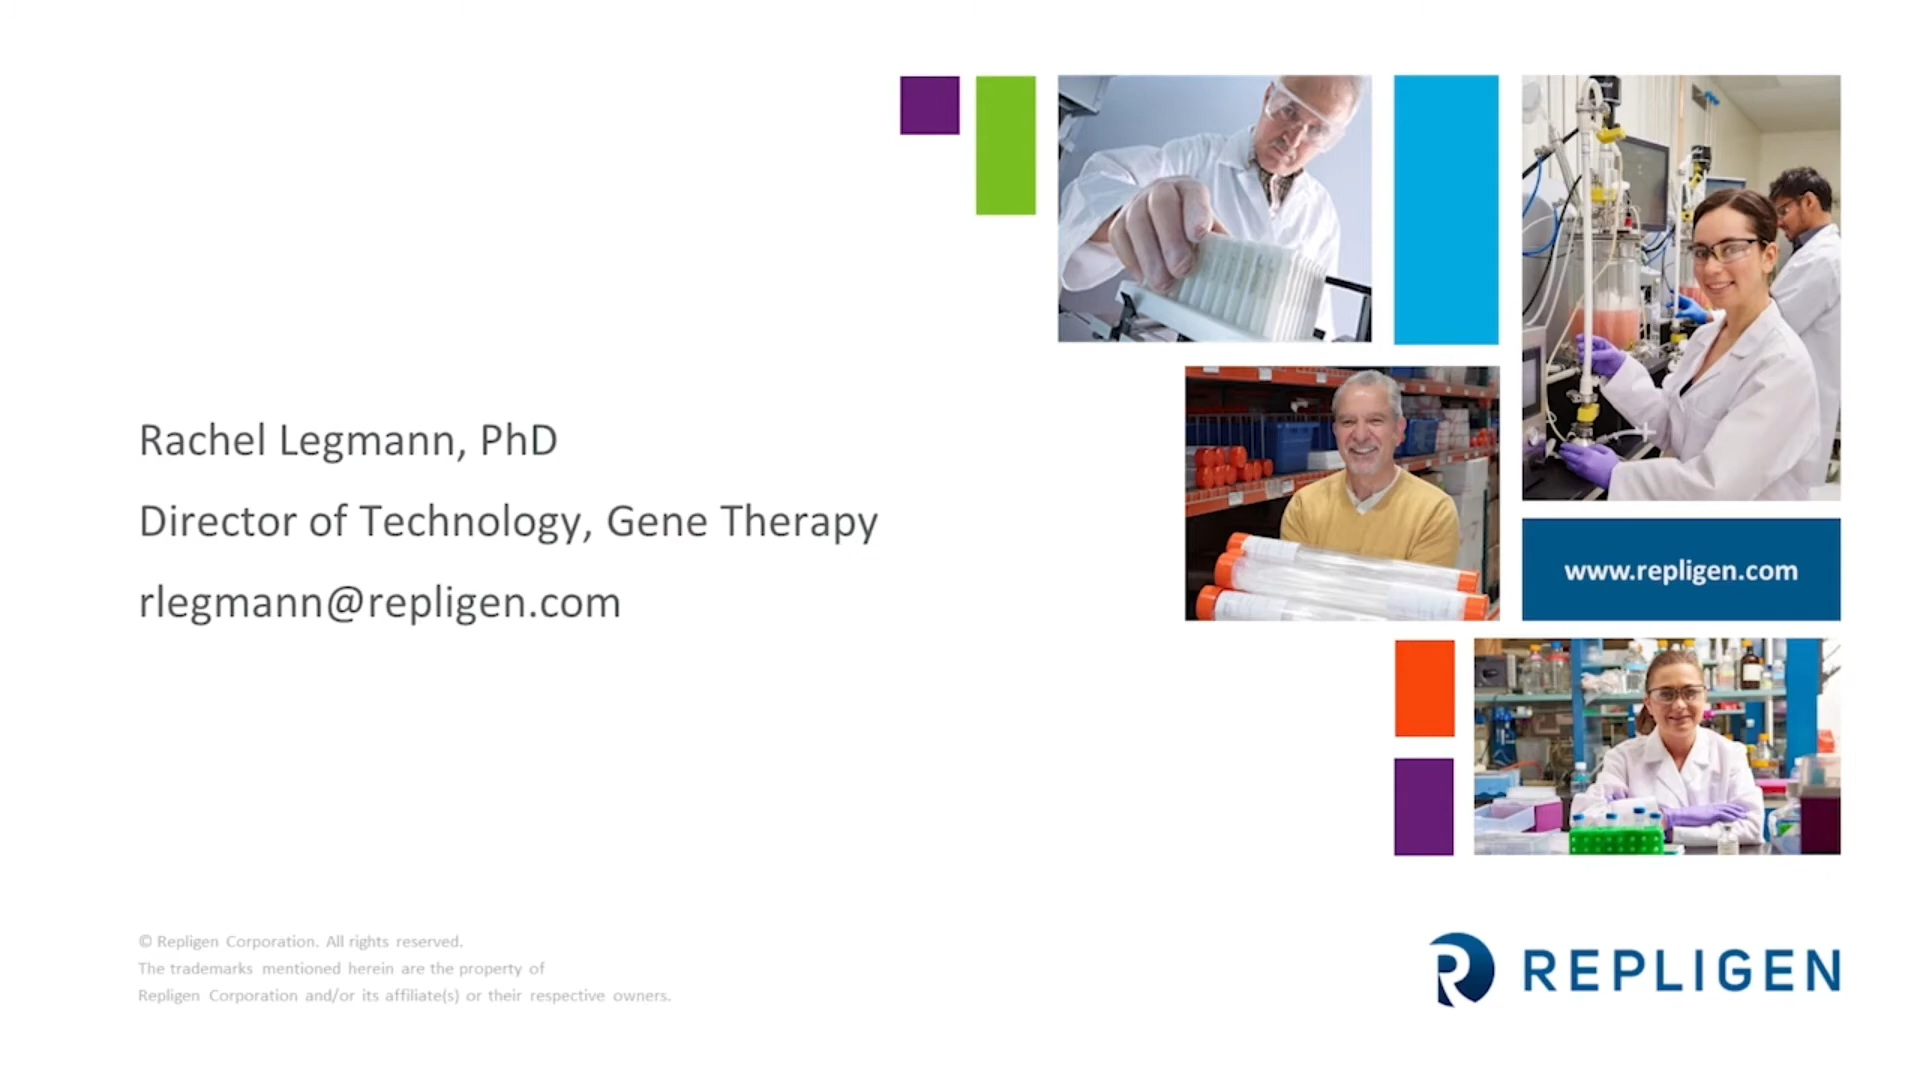 Rachel Legmann, PhD
Director of Technology, Gene Therapy
rlegmann@repligen.com
www.repligen.com
© Repligen Corporation. All rights reserved.
The trademarks mentioned herein are the property of
Repligen Corporation and/or its affiliate(s) or their respective owners.
REPLIGEN